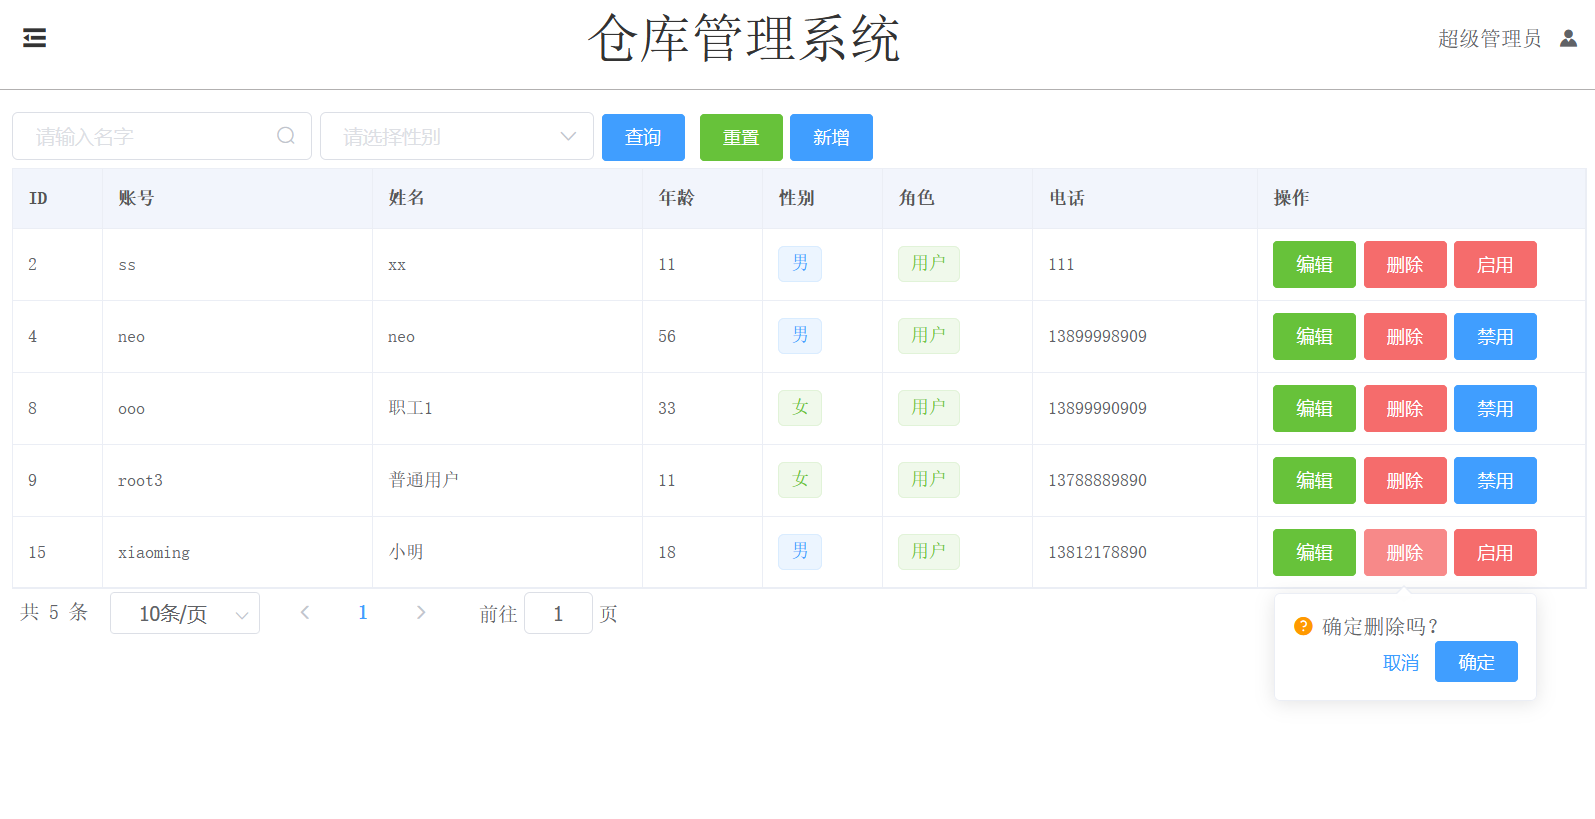 仓库管理系统
超级管理员
请输入名字 请选择性别 查询 重置 新增
ID 账号 姓名 年龄 性别 角色 电话 操作
2 ss xx 11 男 用户 111 编辑 删除 启用
4 neo neo 56 男 用户 13899998909 编辑 删除 禁用
8 ooo 职工1 33 女 用户 13899990909 编辑 删除 禁用
9 root3 普通用户 11 女 用户 13788889890 编辑 删除 禁用
15 xiaoming 小明 18 男 用户 13812178890 编辑 删除 启用
共 5 条 10条/页 1 前往 1 页
确定删除吗？
取消 确定